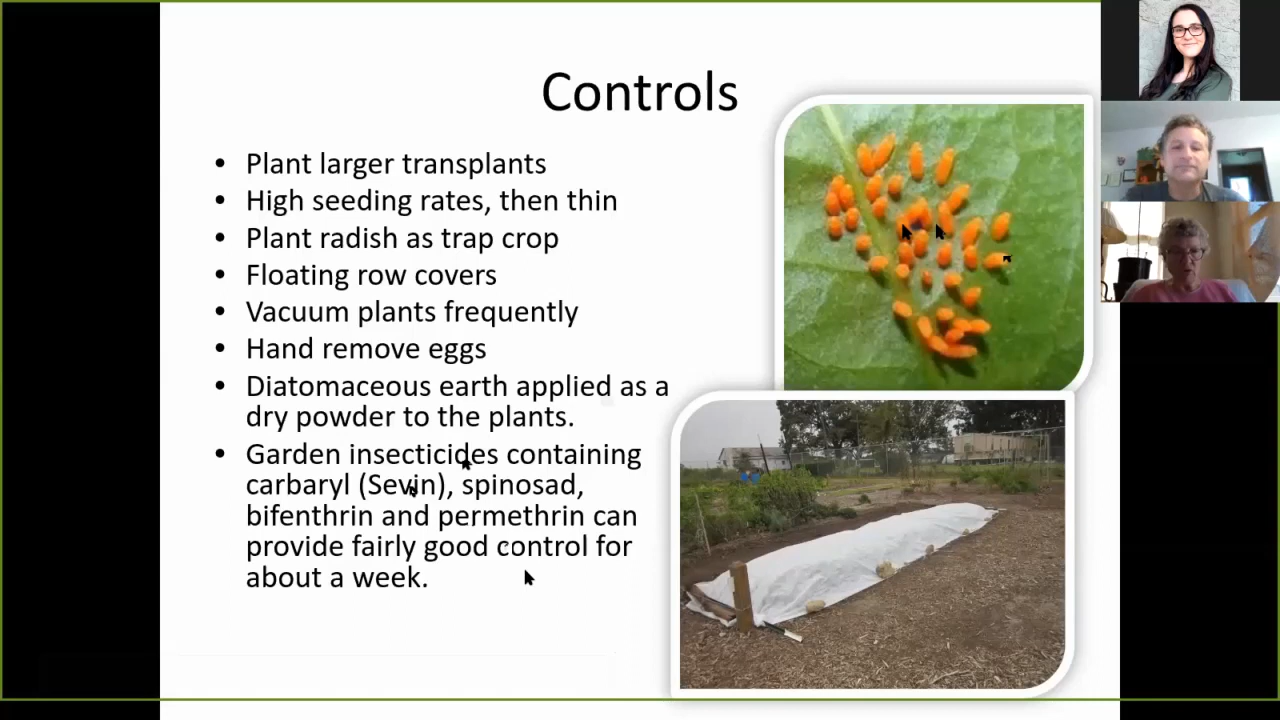 Controls
• Plant larger transplants
• High seeding rates, then thin
• Plant radish as trap crop
• Floating row covers
• Vacuum plants frequently
• Hand remove eggs
• Diatomaceous earth applied as a
dry powder to the plants.
• Garden insecticides containing
carbaryl (Sevin), spinosad,
bifenthrin and permethrin can
provide fairly good control for
about a week.